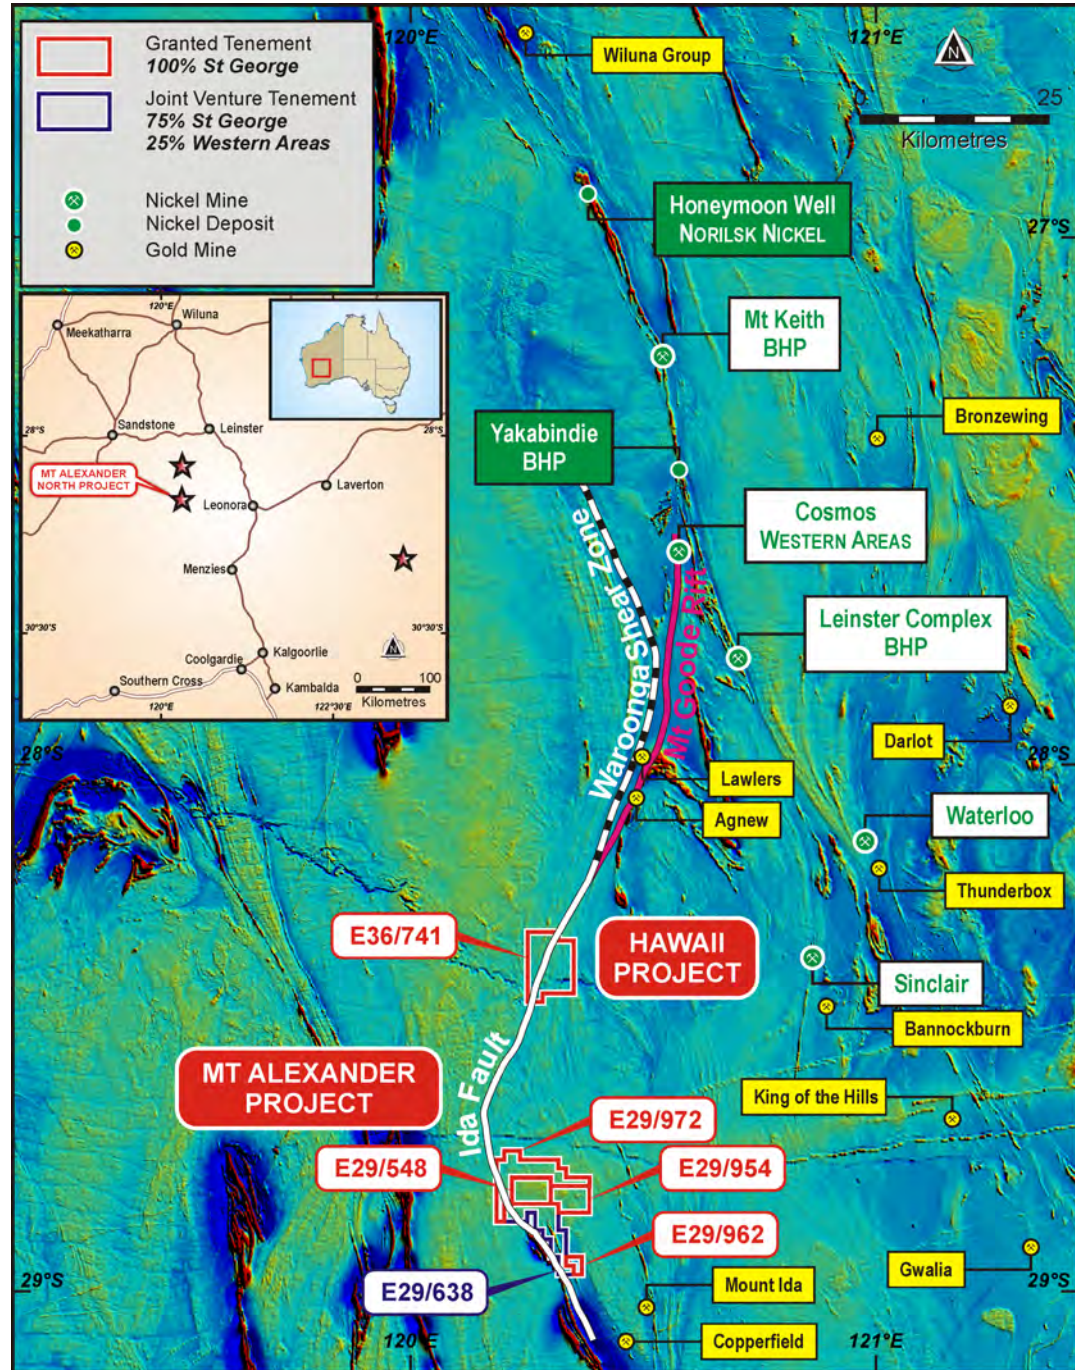 Granted Tenement
100% St George
Joint Venture Tenement
75% St George
25% Western Areas
Nickel Mine
Nickel Deposit
Gold Mine
120°E
121°E
Wiluna Group
N
0 25
Kilometres
Honeymoon Well
NORILSK NICKEL
27°S
Mt Keith
BHP
Yakabindie
BHP
Bronzewing
Cosmos
WESTERN AREAS
Waroonga Shear Zone
Mt Goode Rift
Leinster Complex
BHP
Darlot
28°S
28°S
Lawlers
Agnew
Waterloo
Thunderbox
E36/741
HAWAII
PROJECT
Sinclair
Bannockburn
Ida Fault
MT ALEXANDER
PROJECT
King of the Hills
E29/972
E29/548
E29/954
E29/962
E29/638
Gwalia
29°S
29°S
Mount Ida
Copperfield
120°E
121°E
120°E
Wiluna
Meekatharra
28°S
Sandstone
Leinster
28°S
MT ALEXANDER
NORTH PROJECT
Laverton
Leonora
Menzies
30°30'S
30°30'S
Kalgoorlie
Coolgardie
Southern Cross
Kambalda
N
0 100
Kilometres
120°E
122°30'E